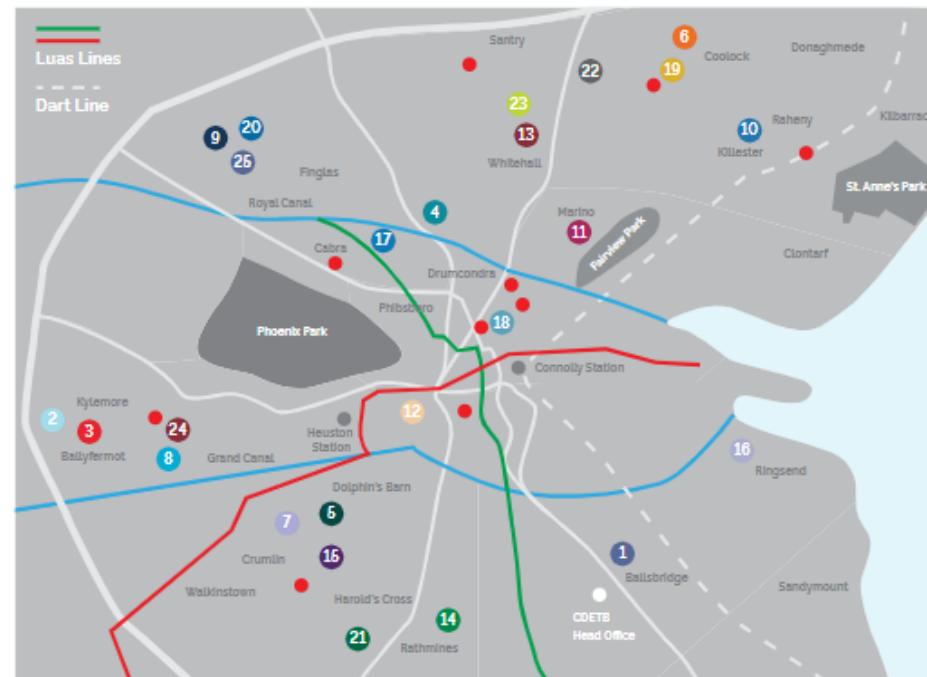 Luas Lines
Dart Line
Santry
6
Coolock
Donaghmede
22
19
23
13
Whitehall
9
20
25
Finglas
10
Raheny
Killester
Kilbarrac
St. Anne's Park
Royal Canal
4
Marino
11
Fairview Park
17
Cabra
Clontarf
Drumcondra
Phibsboro
18
Phoenix Park
Connolly Station
Kylemore
2
3
24
Ballyfermot
8
Grand Canal
12
Heuston
Station
16
Ringsend
Dolphin's Barn
7
5
Crumlin
15
1
Ballsbridge
Walkinstown
Harold's Cross
Sandymount
CDETB
Head Office
14
21
Rathmines